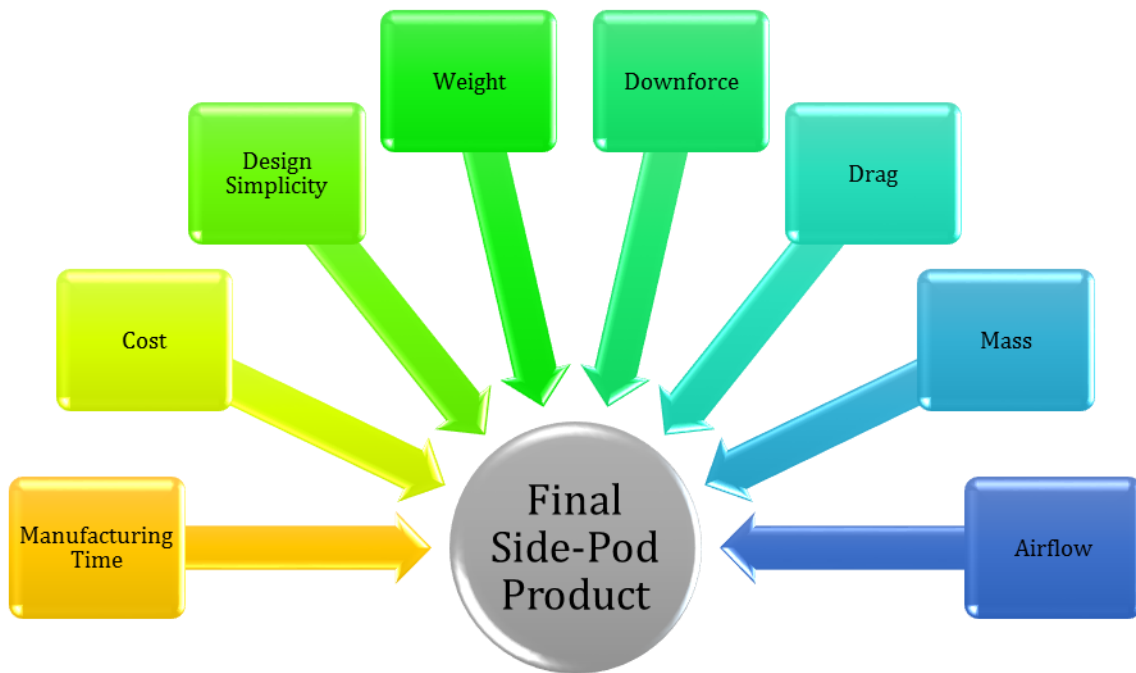 Weight
Downforce
Design
Simplicity
Drag
Cost
Mass
Manufacturing
Time
Airflow
Final
Side-Pod
Product